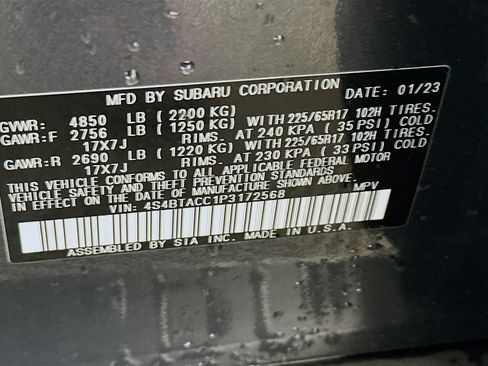 MFD BY SUBARU CORPORATION DATE: 01/23
GVWR: 4850 LB (2200 KG)
GAWR:F 2756 LB (1250 KG) WITH 225/65R17 102H TIRES.
17X7J RIMS. AT 240 KPA ( 35 PSI) COLD
GAWR:R 2690 LB (1220 KG) WITH 225/65R17 102H TIRES.
17X7J RIMS. AT 230 KPA ( 33 PSI) COLD
THIS VEHICLE CONFORMS TO ALL APPLICABLE FEDERAL MOTOR
VEHICLE SAFETY, BUMPER, AND THEFT PREVENTION STANDARDS
IN EFFECT ON THE DATE OF MANUFACTURE SHOWN ABOVE.
VIN: 4S4BTACC1P3172568 MPV
ASSEMBLED BY SIA INC. MADE IN U.S.A.